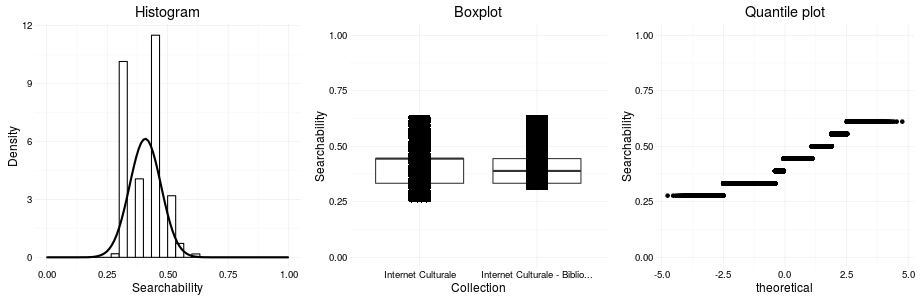 Histogram
Density
12
9
6
3
0
0.00 0.25 0.50 0.75 1.00
Searchability
Boxplot
Searchability
1.00
0.75
0.50
0.25
0.00
Internet Culturale Internet Culturale - Biblio...
Collection
Quantile plot
Searchability
1.00
0.75
0.50
0.25
0.00
-5.0 -2.5 0.0 2.5 5.0
theoretical